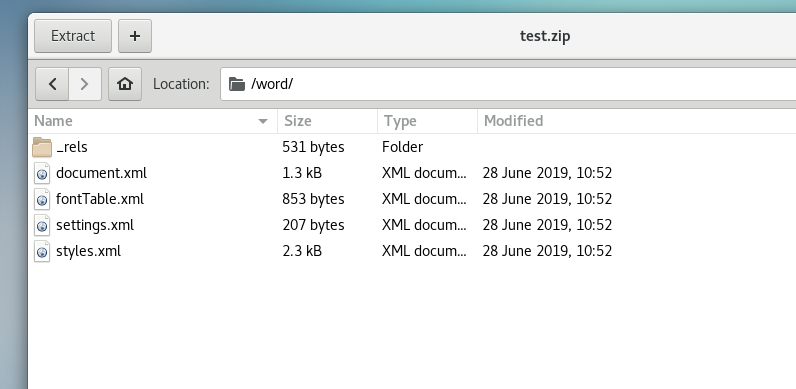 Extract + test.zip
Location: /word/
Name Size Type Modified
_rels 531 bytes Folder
document.xml 1.3 kB XML docum... 28 June 2019, 10:52
fontTable.xml 853 bytes XML docum... 28 June 2019, 10:52
settings.xml 207 bytes XML docum... 28 June 2019, 10:52
styles.xml 2.3 kB XML docum... 28 June 2019, 10:52